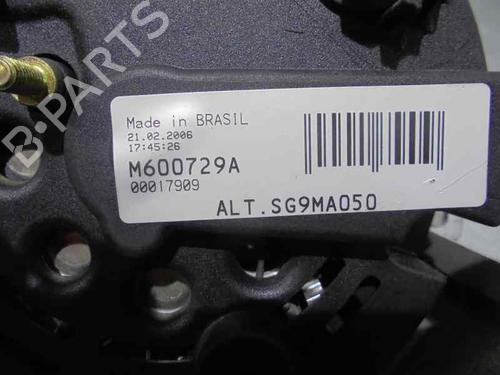 B-PARTS
Made in BRASIL
21.02.2006
17:45:26
M600729A
00017909
ALT.SG9MA050